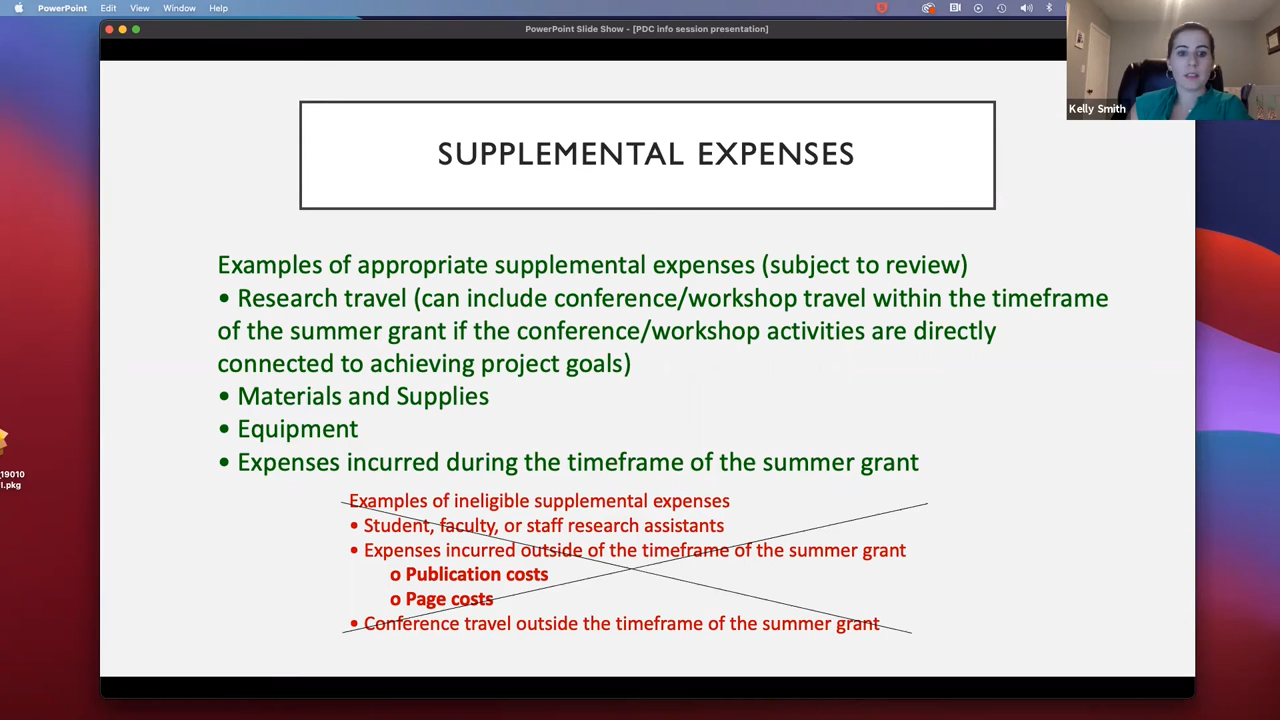 PowerPoint Edit View Window Help
PowerPoint Slide Show - [PDC info session presentation]
Kelly Smith
SUPPLEMENTAL EXPENSES
Examples of appropriate supplemental expenses (subject to review)
• Research travel (can include conference/workshop travel within the timeframe
of the summer grant if the conference/workshop activities are directly
connected to achieving project goals)
• Materials and Supplies
• Equipment
• Expenses incurred during the timeframe of the summer grant
19010
l.pkg
Examples of ineligible supplemental expenses
• Student, faculty, or staff research assistants
• Expenses incurred outside of the timeframe of the summer grant
o Publication costs
o Page costs
• Conference travel outside the timeframe of the summer grant